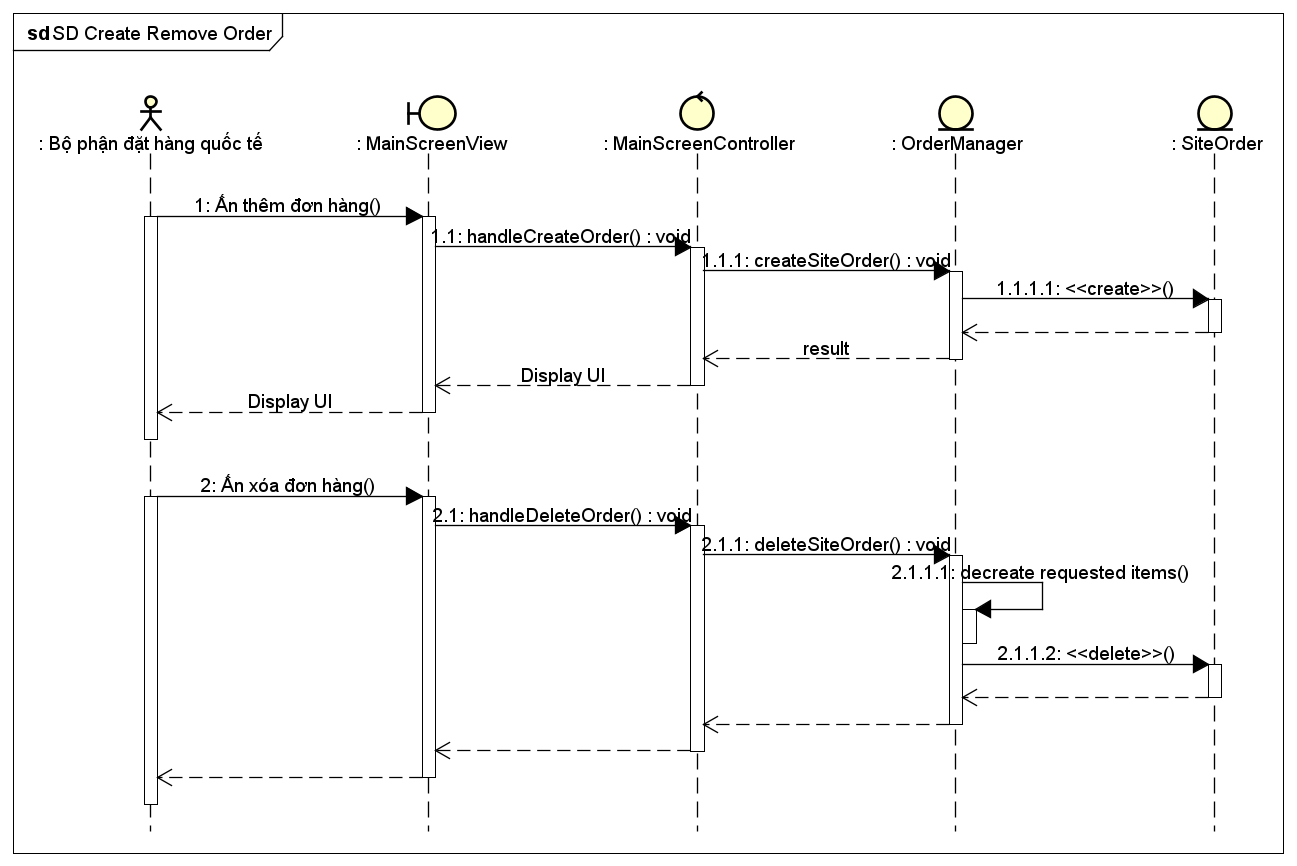 sdSD Create Remove Order
: Bộ phận đặt hàng quốc tế
: MainScreenView
: MainScreenController
: OrderManager
: SiteOrder
1: Ấn thêm đơn hàng()
1.1: handleCreateOrder() : void
1.1.1: createSiteOrder() : void
1.1.1.1: <<create>>()
result
Display UI
Display UI
2: Ấn xóa đơn hàng()
2.1: handleDeleteOrder() : void
2.1.1: deleteSiteOrder() : void
2.1.1.1: decreate requested items()
2.1.1.2: <<delete>>()